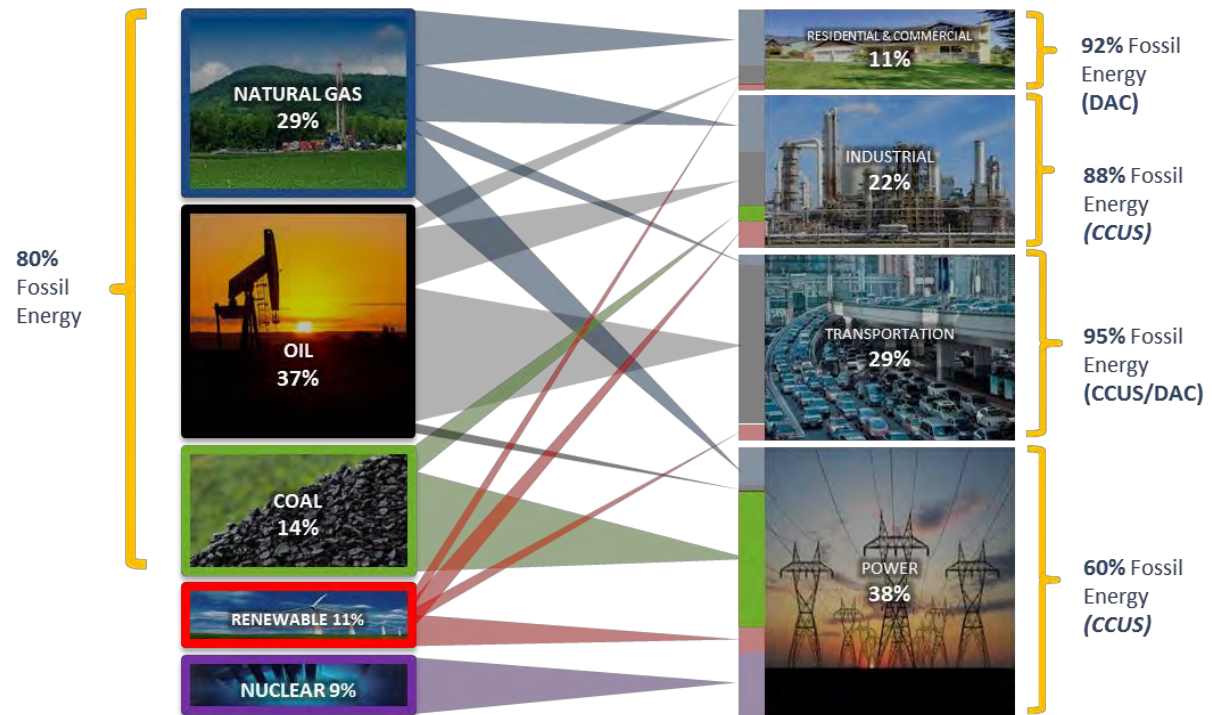 80%
Fossil
Energy
NATURAL GAS
29%
OIL
37%
COAL
14%
RENEWABLE 11%
NUCLEAR 9%
RESIDENTIAL & COMMERCIAL
11%
INDUSTRIAL
22%
TRANSPORTATION
29%
POWER
38%
92% Fossil
Energy
(DAC)
88% Fossil
Energy
(CCUS)
95% Fossil
Energy
(CCUS/DAC)
60% Fossil
Energy
(CCUS)